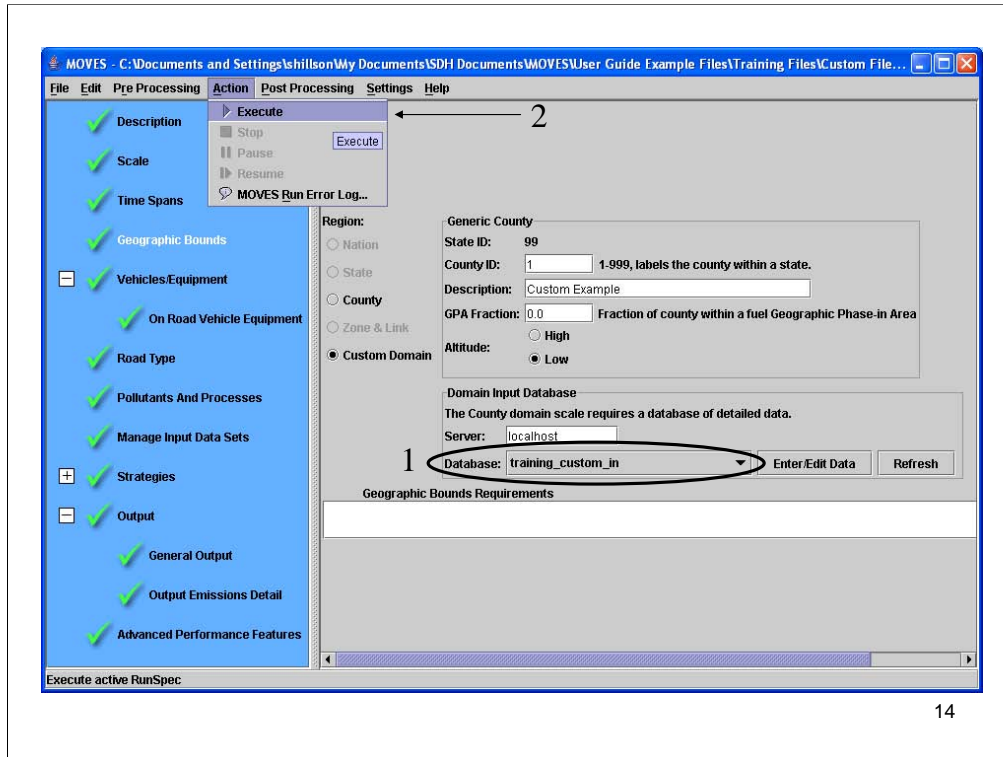 MOVES - C:\Documents and Settings\shillson\My Documents\SDH Documents\MOVES\User Guide Example Files\Training Files\Custom File...
File Edit Pre Processing Action Post Processing Settings Help
Execute
Stop
Pause
Resume
MOVES Run Error Log...
Execute
2
Description
Scale
Time Spans
Geographic Bounds
Vehicles/Equipment
On Road Vehicle Equipment
Road Type
Pollutants And Processes
Manage Input Data Sets
Strategies
Output
General Output
Output Emissions Detail
Advanced Performance Features
Region:
Nation
State
County
Zone & Link
Custom Domain
Generic County
State ID: 99
County ID: 1 1-999, labels the county within a state.
Description: Custom Example
GPA Fraction: 0.0 Fraction of county within a fuel Geographic Phase-in Area
Altitude:
High
Low
Domain Input Database
The County domain scale requires a database of detailed data.
Server: localhost
1
Database: training_custom_in Enter/Edit Data Refresh
Geographic Bounds Requirements
Execute active RunSpec
14